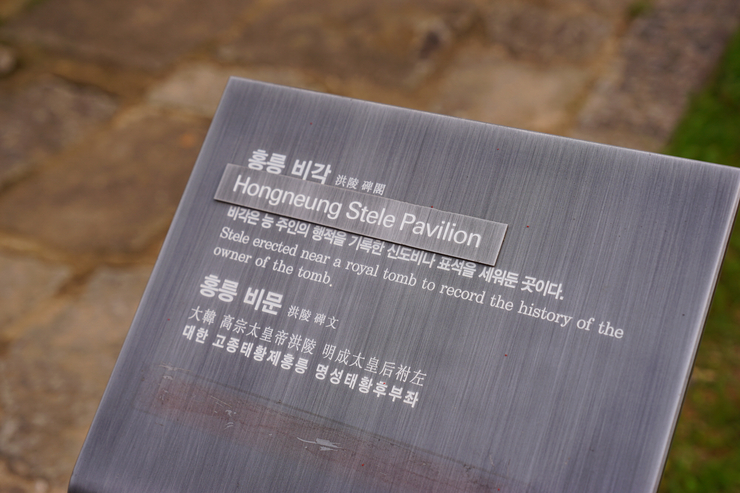 홍릉 비각 洪陵 碑閣
Hongneung Stele Pavilion
비각은 능 주인의 행적을 기록한 신도비나 표석을 세워둔 곳이다.
Stele erected near a royal tomb to record the history of the
owner of the tomb.
홍릉 비문 洪陵 碑文
大韓 高宗太皇帝洪陵 明成太皇后祔左
대한 고종태황제홍릉 명성태황후부좌